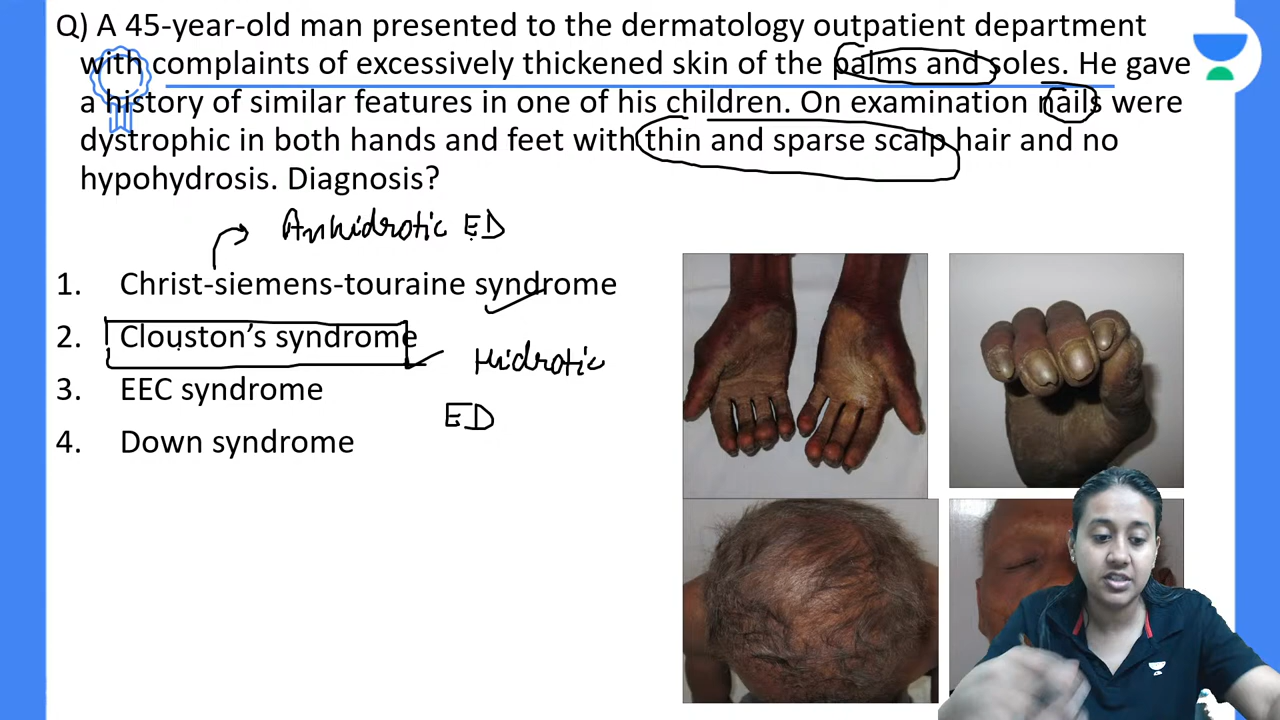 Q) A 45-year-old man presented to the dermatology outpatient department
with complaints of excessively thickened skin of the palms and soles. He gave
a history of similar features in one of his children. On examination nails were
dystrophic in both hands and feet with thin and sparse scalp hair and no
hypohydrosis. Diagnosis?
Anhidrotic ED
1. Christ-siemens-touraine syndrome
2. Clouston’s syndrome
Hidrotic
3. EEC syndrome
ED
4. Down syndrome